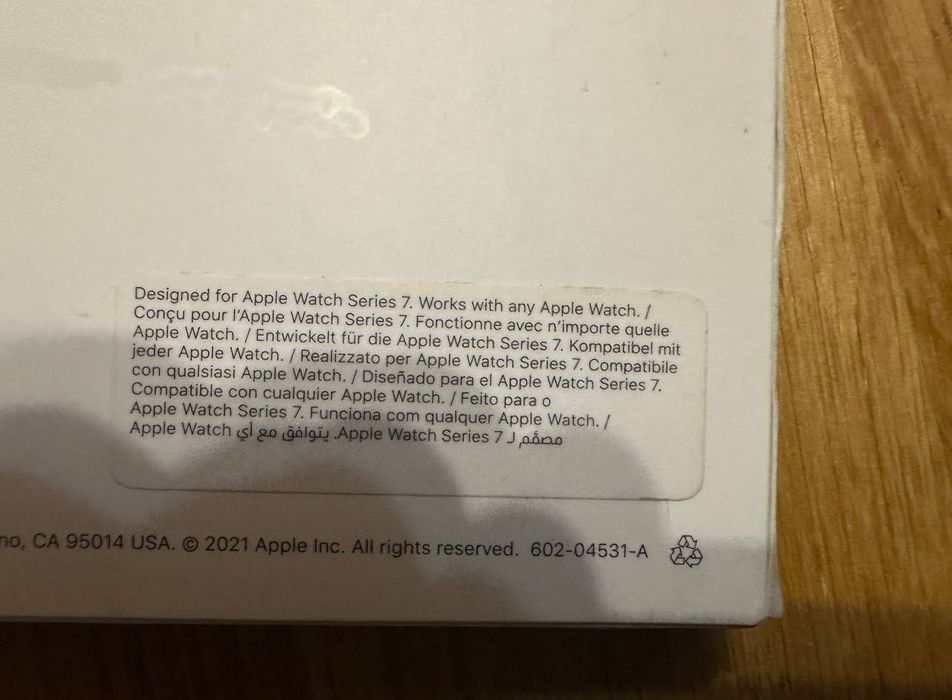 Designed for Apple Watch Series 7. Works with any Apple Watch. /
Conçu pour l’Apple Watch Series 7. Fonctionne avec n’importe quelle
Apple Watch. / Entwickelt für die Apple Watch Series 7. Kompatibel mit
jeder Apple Watch. / Realizzato per Apple Watch Series 7. Compatibile
con qualsiasi Apple Watch. / Diseñado para el Apple Watch Series 7.
Compatible con cualquier Apple Watch. / Feito para o
Apple Watch Series 7. Funciona com qualquer Apple Watch. /
مصمَّم لـ Apple Watch Series 7. يتوافق مع أي Apple Watch
no, CA 95014 USA. © 2021 Apple Inc. All rights reserved. 602-04531-A